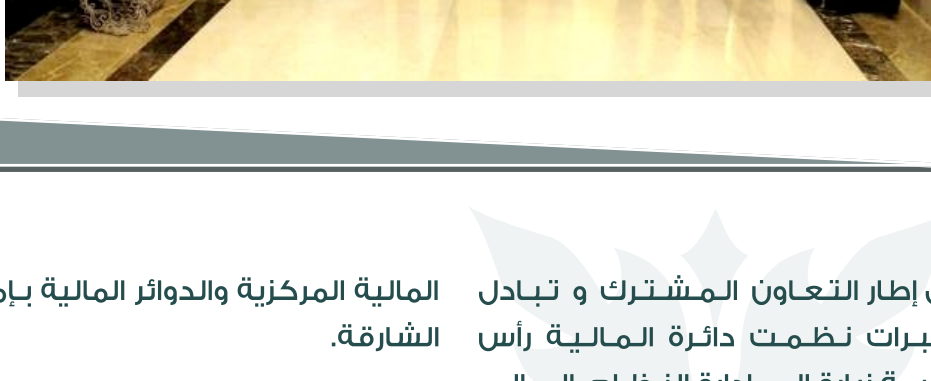 إطار التعاون المشترك و تبادل
نظمت دائرة المالية رأس
المالية المركزية والدوائر المالية
الشارقة.